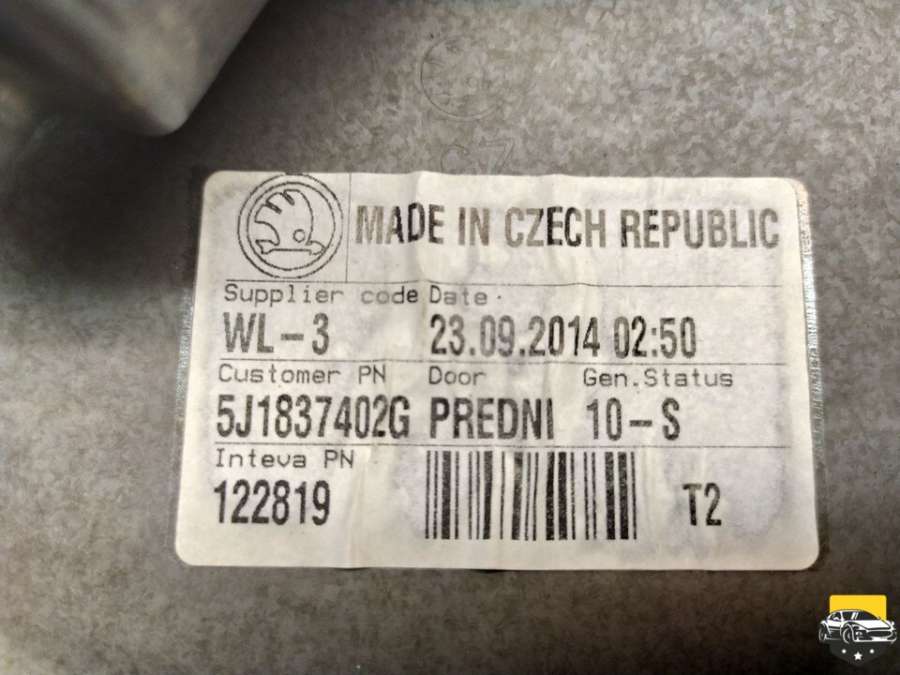 MADE IN CZECH REPUBLIC
Supplier code Date
WL-3 23.09.2014 02:50
Customer PN Door Gen.Status
5J1837402G PREDNI 10-S
Inteva PN
122819 T2